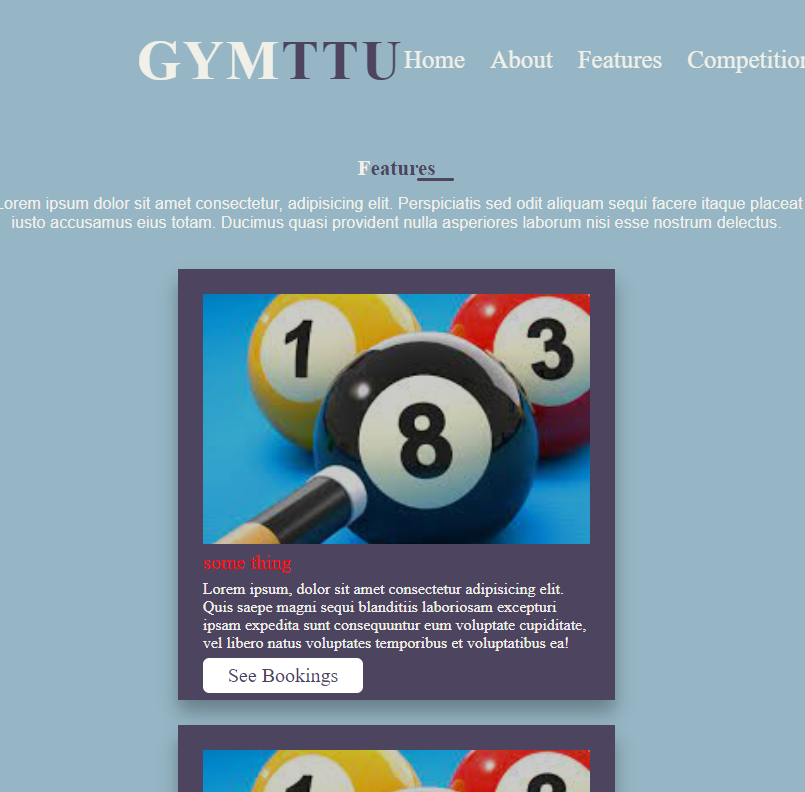 GYMTTU Home About Features Competition
Features
Lorem ipsum dolor sit amet consectetur, adipisicing elit. Perspiciatis sed odit aliquam sequi facere itaque placeat
iusto accusamus eius totam. Ducimus quasi provident nulla asperiores laborum nisi esse nostrum delectus.
1
3
8
some thing
Lorem ipsum, dolor sit amet consectetur adipisicing elit.
Quis saepe magni sequi blanditiis laboriosam excepturi
ipsam expedita sunt consequuntur eum voluptate cupiditate,
vel libero natus voluptates temporibus et voluptatibus ea!
See Bookings